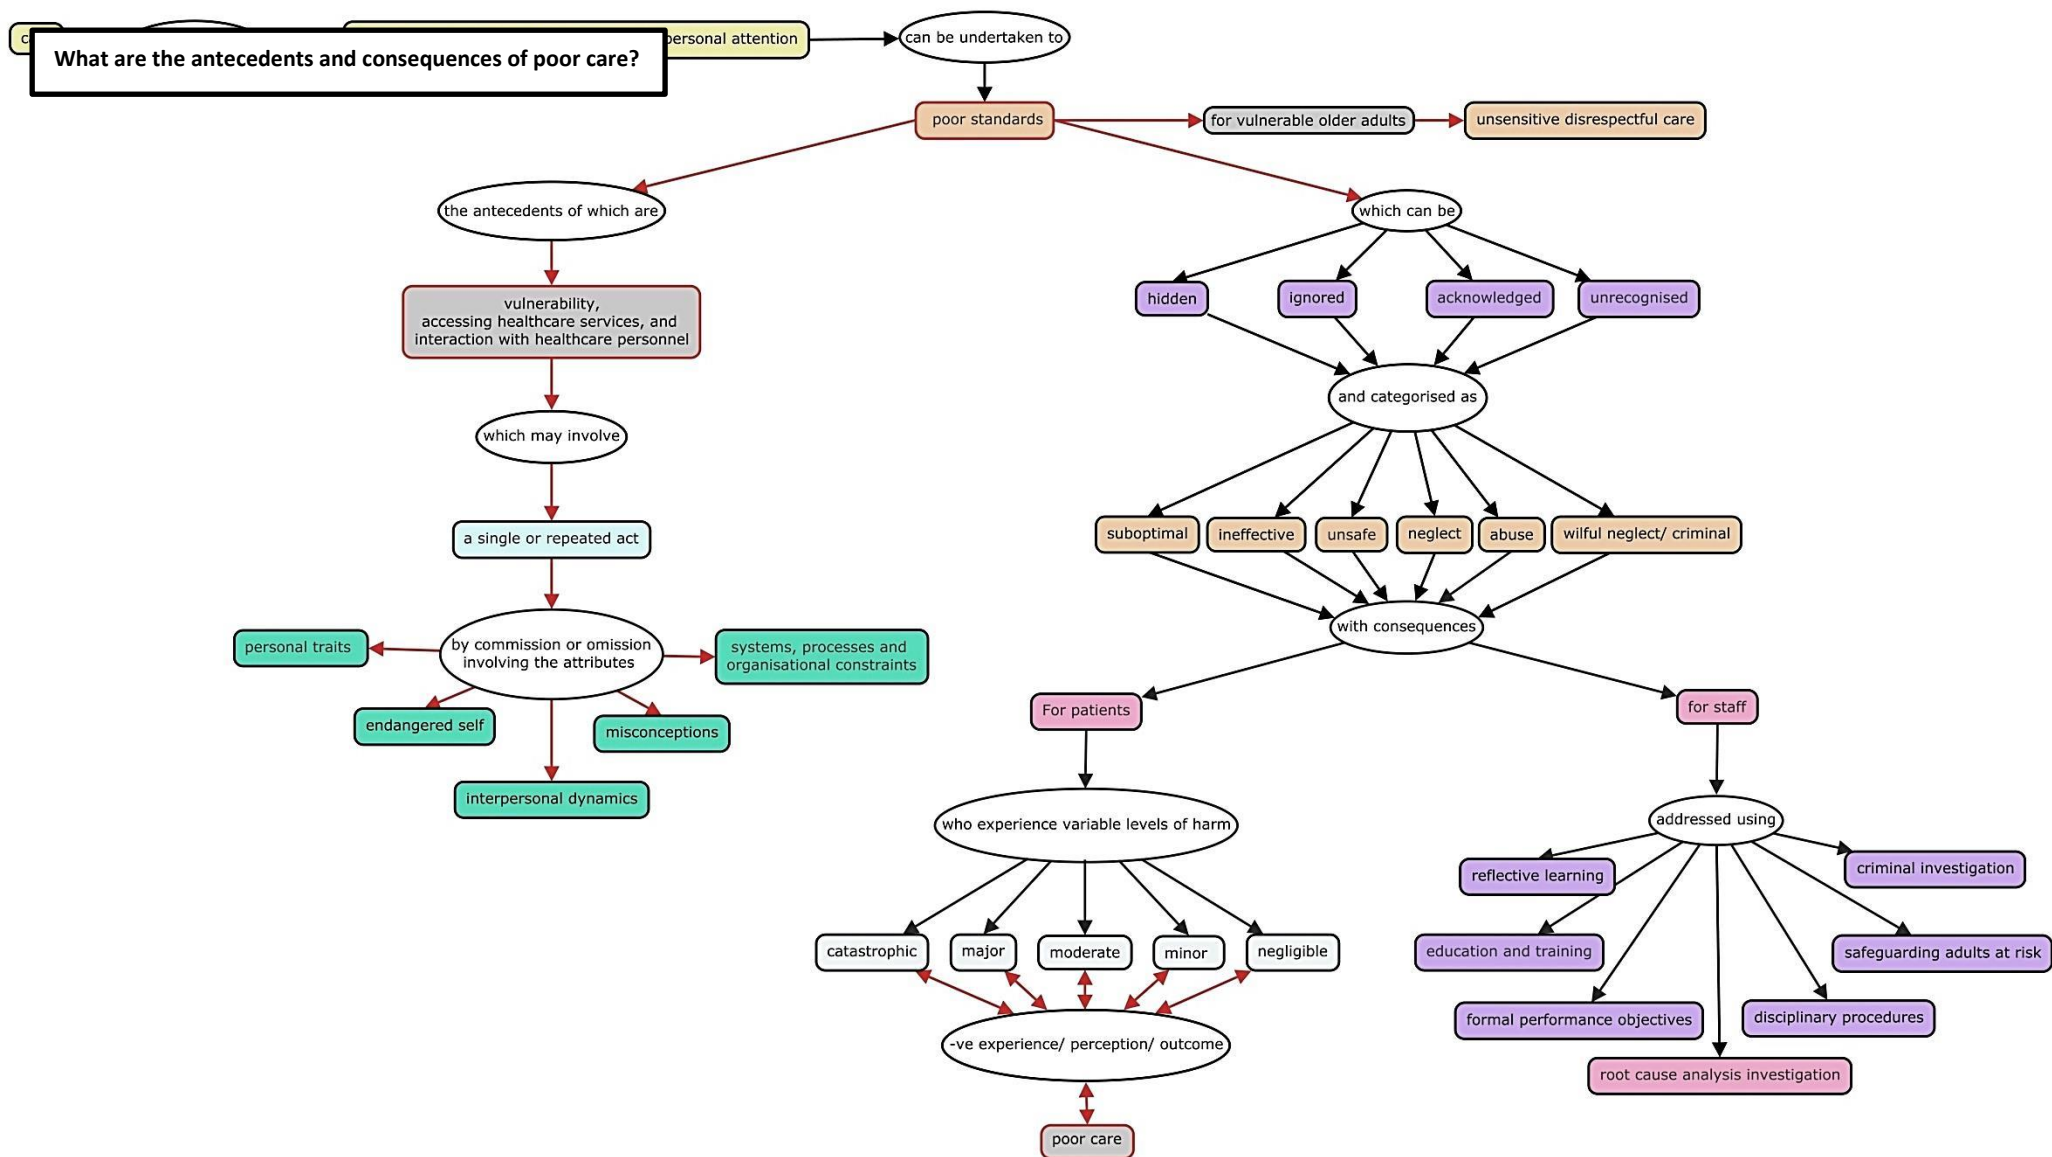 personal attention
can be undertaken to
What are the antecedents and consequences of poor care?
poor standards
for vulnerable older adults
unsensitive disrespectful care
the antecedents of which are
which can be
vulnerability,
accessing healthcare services, and
interaction with healthcare personnel
hidden
ignored
acknowledged
unrecognised
and categorised as
which may involve
a single or repeated act
suboptimal
ineffective
unsafe
neglect
abuse
wilful neglect/ criminal
with consequences
by commission or omission
involving the attributes
personal traits
systems, processes and
organisational constraints
endangered self
misconceptions
interpersonal dynamics
For patients
for staff
who experience variable levels of harm
addressed using
catastrophic
major
moderate
minor
negligible
reflective learning
criminal investigation
education and training
safeguarding adults at risk
formal performance objectives
disciplinary procedures
root cause analysis investigation
-ve experience/ perception/ outcome
poor care